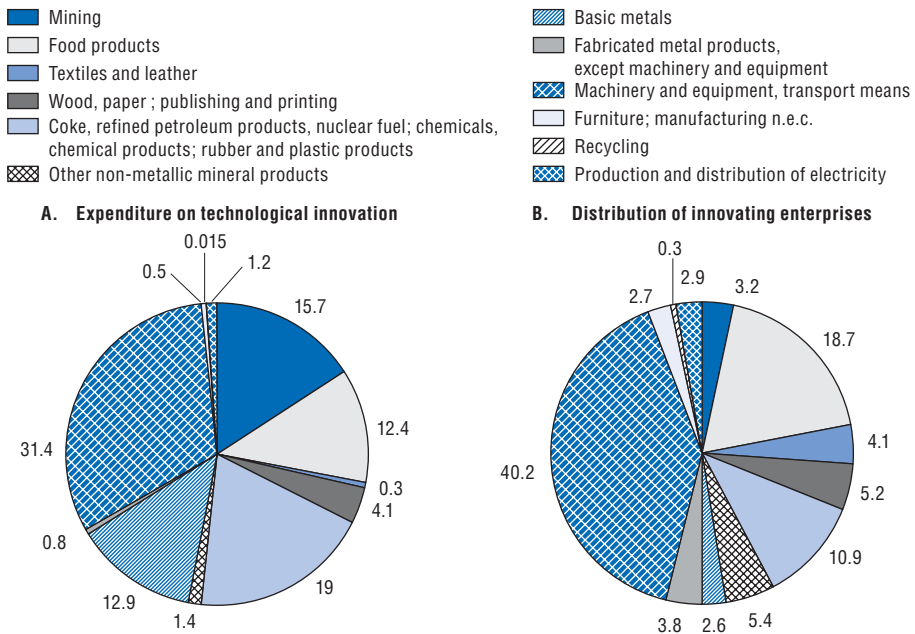 Mining
Food products
Textiles and leather
Wood, paper ; publishing and printing
Coke, refined petroleum products, nuclear fuel; chemicals,
chemical products; rubber and plastic products
Other non-metallic mineral products
Basic metals
Fabricated metal products,
except machinery and equipment
Machinery and equipment, transport means
Furniture; manufacturing n.e.c.
Recycling
Production and distribution of electricity
A. Expenditure on technological innovation
0.015
0.5
1.2
15.7
12.4
0.3
4.1
19
1.4
12.9
0.8
31.4
B. Distribution of innovating enterprises
0.3
2.7
2.9
3.2
18.7
4.1
5.2
10.9
5.4
2.6
3.8
40.2